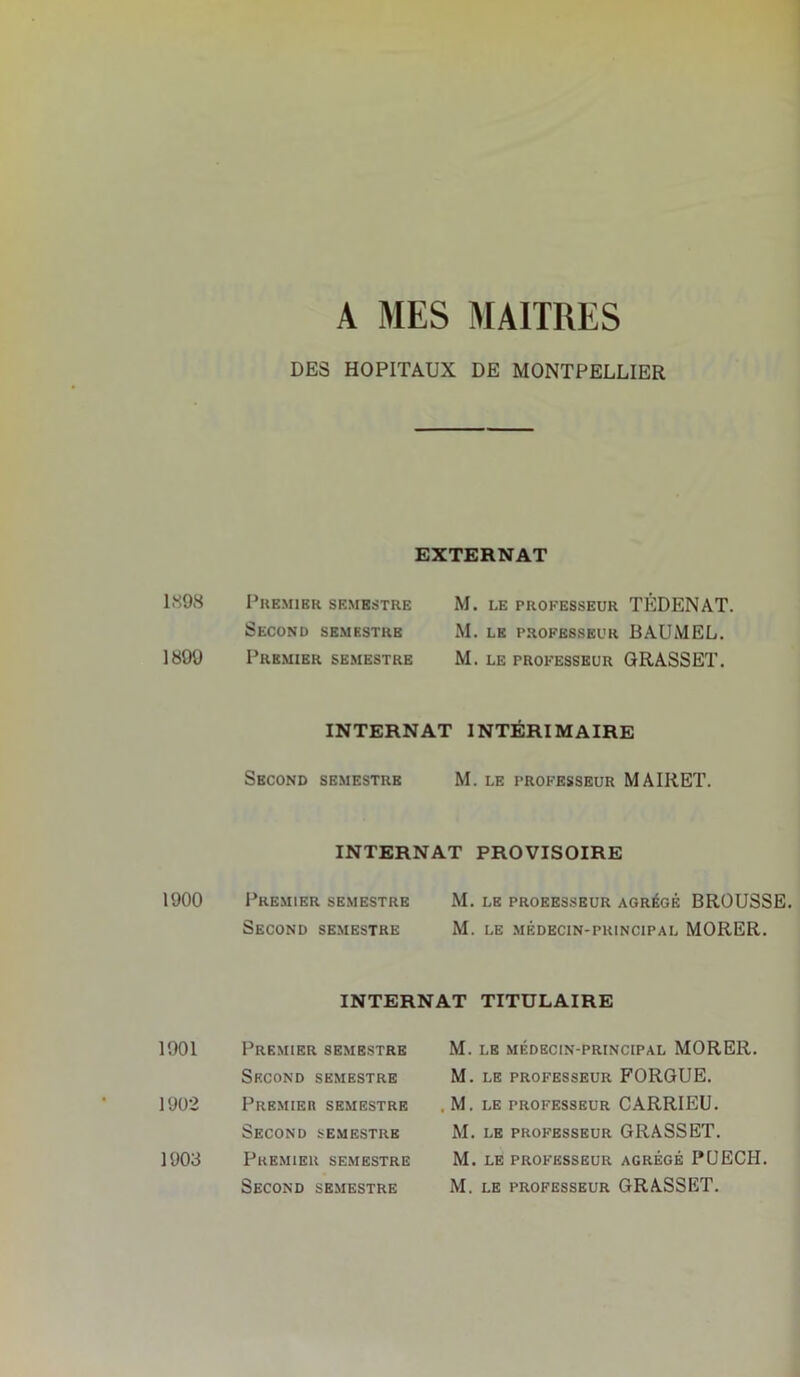 A MES MAITRES
DES HOPITAUX DE MONTPELLIER
EXTERNAT
1898 PREMIER SEMESTRE M. LE PROFESSEUR TÉDENAT.
SECOND SEMESTRE M. LE PROFESSEUR BAUMEL.
1899 PREMIER SEMESTRE M. LE PROFESSEUR GRASSET.
INTERNAT INTÉRIMAIRE
SECOND SEMESTRE M. LE PROFESSEUR MAIRET.
INTERNAT PROVISOIRE
1900 PREMIER SEMESTRE M. LE PROEESSEUR AGRÉGÉ BROUSSE.
SECOND SEMESTRE M. LE MÉDECIN-PRINCIPAL MORER.
INTERNAT TITULAIRE
1901 PREMIER SEMESTRE M. LE MÉDECIN-PRINCIPAL MORER.
SECOND SEMESTRE M. LE PROFESSEUR FORGUE.
1902 PREMIER SEMESTRE M. LE PROFESSEUR CARRIEU.
SECOND SEMESTRE M. LE PROFESSEUR GRASSET.
1903 PREMIER SEMESTRE M. LE PROFESSEUR AGRÉGÉ PUECH.
SECOND SEMESTRE M. LE PROFESSEUR GRASSET.